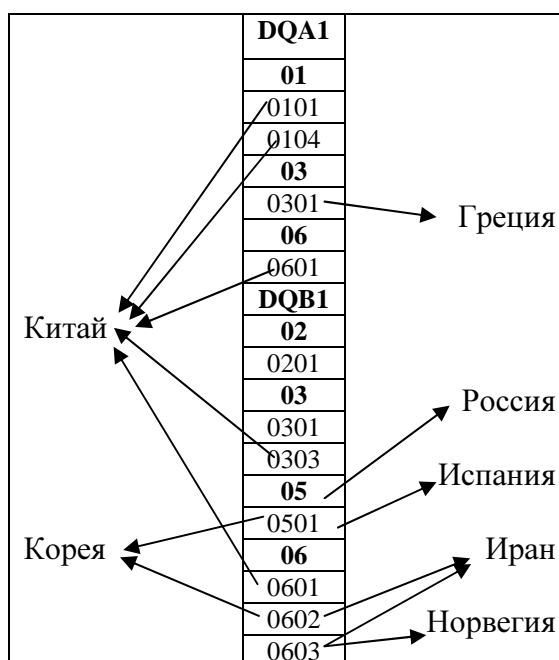 DQA1
01
0101
0104
03
0301
Греция
06
0601
DQB1
Китай
02
0201
03
Россия
0301
0303
Испания
05
0501
Корея
Иран
06
0601
0602
Норвегия
0603